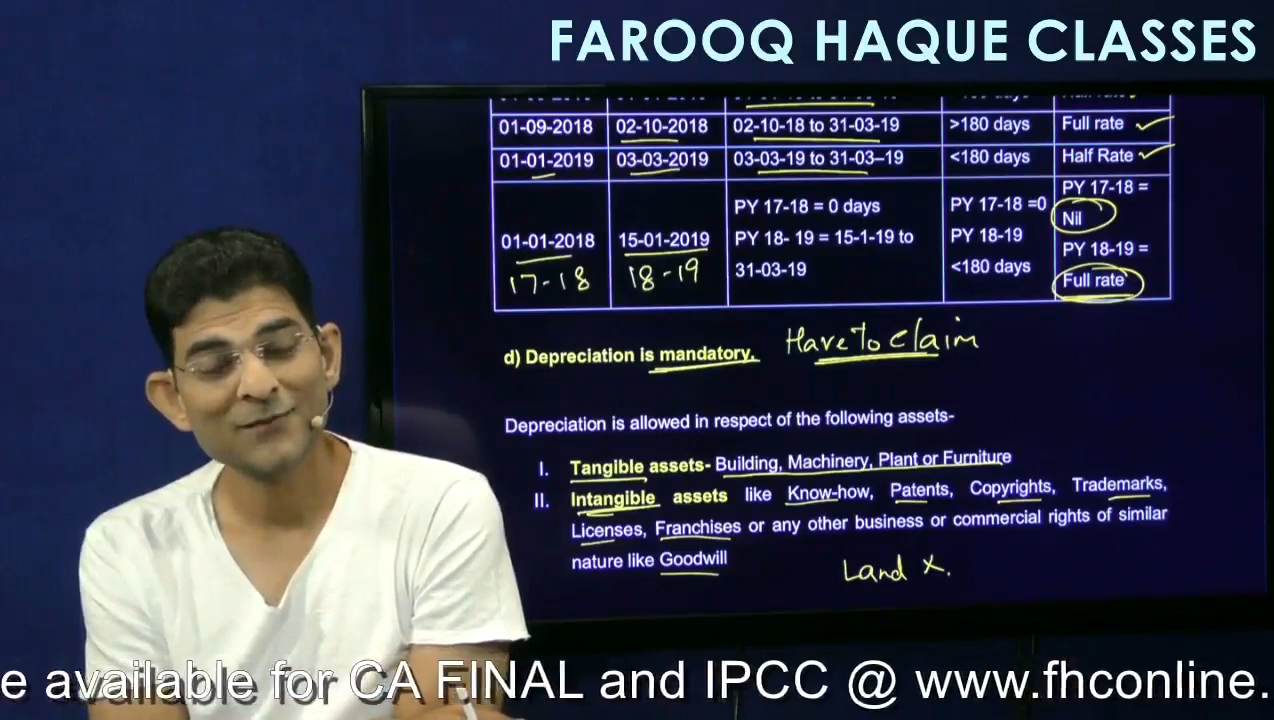 FAROOQ HAQUE CLASSES
01-09-2018 02-10-2018 02-10-18 to 31-03-19 >180 days Full rate
01-01-2019 03-03-2019 03-03-19 to 31-03–19 <180 days Half Rate
01-01-2018 15-01-2019 PY 17-18 = 0 days PY 17-18 =0 PY 17-18 =
Nil
PY 18- 19 = 15-1-19 to PY 18-19 PY 18-19 =
31-03-19 <180 days Full rate
17-18 18-19
d) Depreciation is mandatory. Have To claim
Depreciation is allowed in respect of the following assets-
I. Tangible assets- Building, Machinery, Plant or Furniture
II. Intangible assets like Know-how, Patents, Copyrights, Trademarks,
Licenses, Franchises or any other business or commercial rights of similar
nature like Goodwill
Land X.
e available for CA FINAL and IPCC @ www.fhconline.